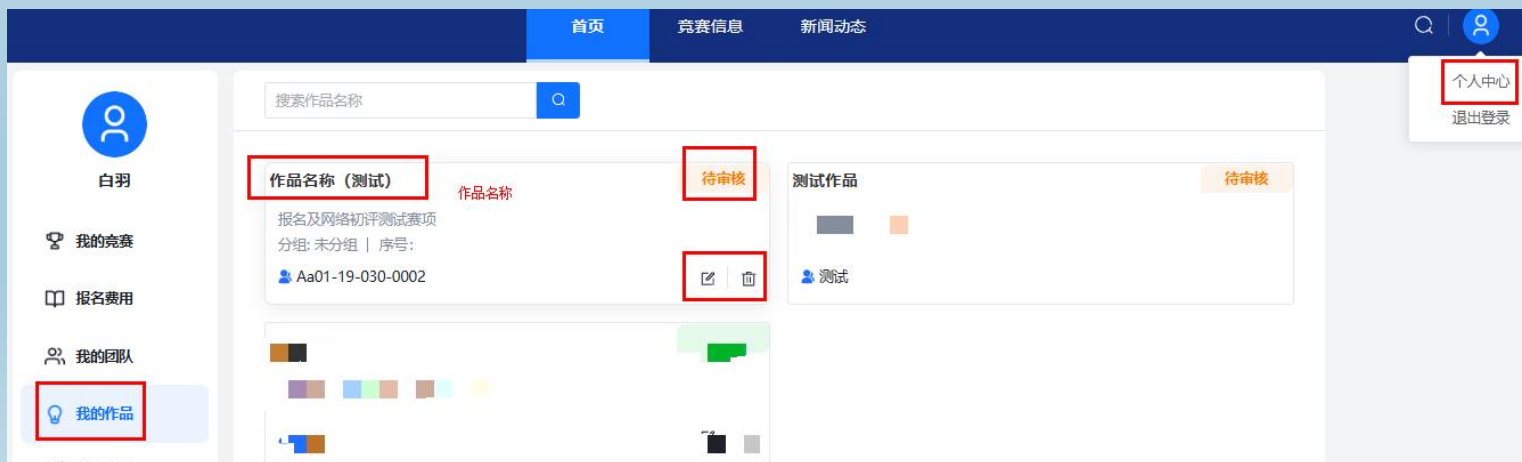 首页 竞赛信息 新闻动态
个人中心
退出登录
白羽
我的竞赛
报名费用
我的团队
我的作品
搜索作品名称
作品名称（测试） 作品名称 待审核
报名及网络初评测试赛项
分组: 未分组 | 序号:
Aa01-19-030-0002
测试作品 待审核
测试